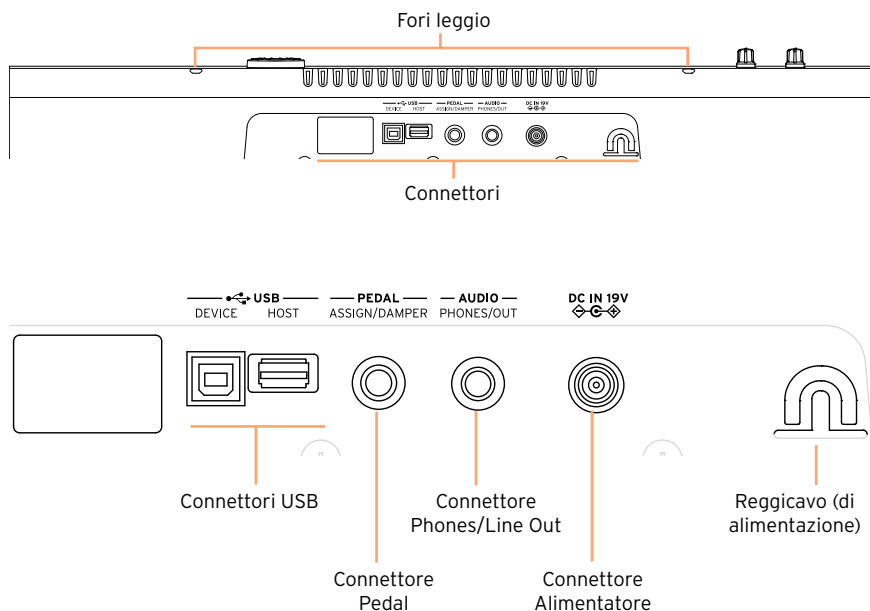 Fori leggio
USB PEDAL AUDIO DC IN 19V
DEVICE HOST ASSIGN/DAMPER PHONES/OUT
Connettori
USB PEDAL AUDIO DC IN 19V
DEVICE HOST ASSIGN/DAMPER PHONES/OUT
Connettori USB
Connettore
Phones/Line Out
Reggicavo (di
alimentazione)
Connettore
Pedal
Connettore
Alimentatore